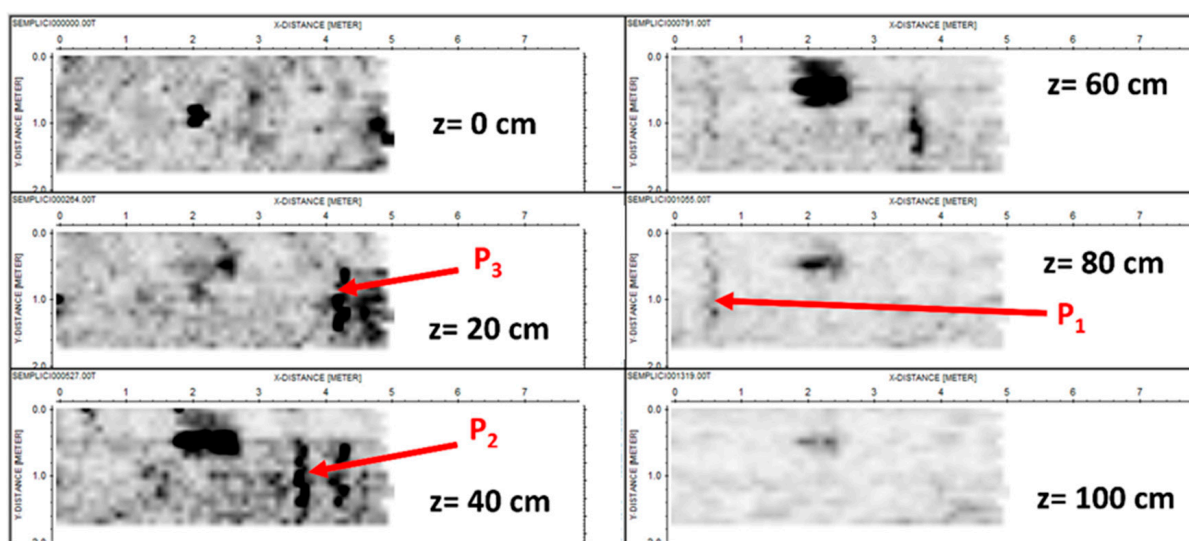 SEMPLICI000000.00T
X-DISTANCE [METER]
0 1 2 3 4 5 6 7
Y-DISTANCE [METER]
0.0
1.0
2.0
z= 0 cm
SEMPLICI000264.00T
X-DISTANCE [METER]
0 1 2 3 4 5 6 7
Y-DISTANCE [METER]
0.0
1.0
2.0
P3
z= 20 cm
SEMPLICI000527.00T
X-DISTANCE [METER]
0 1 2 3 4 5 6 7
Y-DISTANCE [METER]
0.0
1.0
P2
z= 40 cm
SEMPLICI000791.00T
X-DISTANCE [METER]
0 1 2 3 4 5 6 7
Y-DISTANCE [METER]
0.0
1.0
2.0
z= 60 cm
SEMPLICI001055.00T
X-DISTANCE [METER]
0 1 2 3 4 5 6 7
Y-DISTANCE [METER]
0.0
1.0
2.0
z= 80 cm
P1
SEMPLICI001319.00T
X-DISTANCE [METER]
0 1 2 3 4 5 6 7
Y-DISTANCE [METER]
0.0
1.0
z= 100 cm